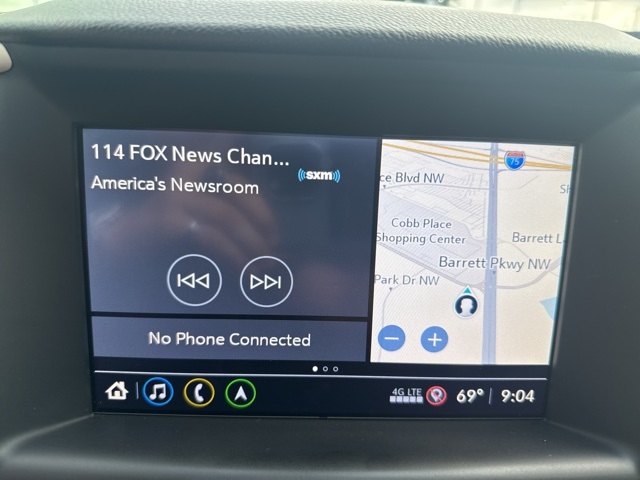 114 FOX News Chan...
sxm
America's Newsroom
No Phone Connected
75
ce Blvd NW
Sh
Cobb Place
Shopping Center
Barrett L
Barrett Pkwy NW
Park Dr NW
4G LTE
69°
9:04